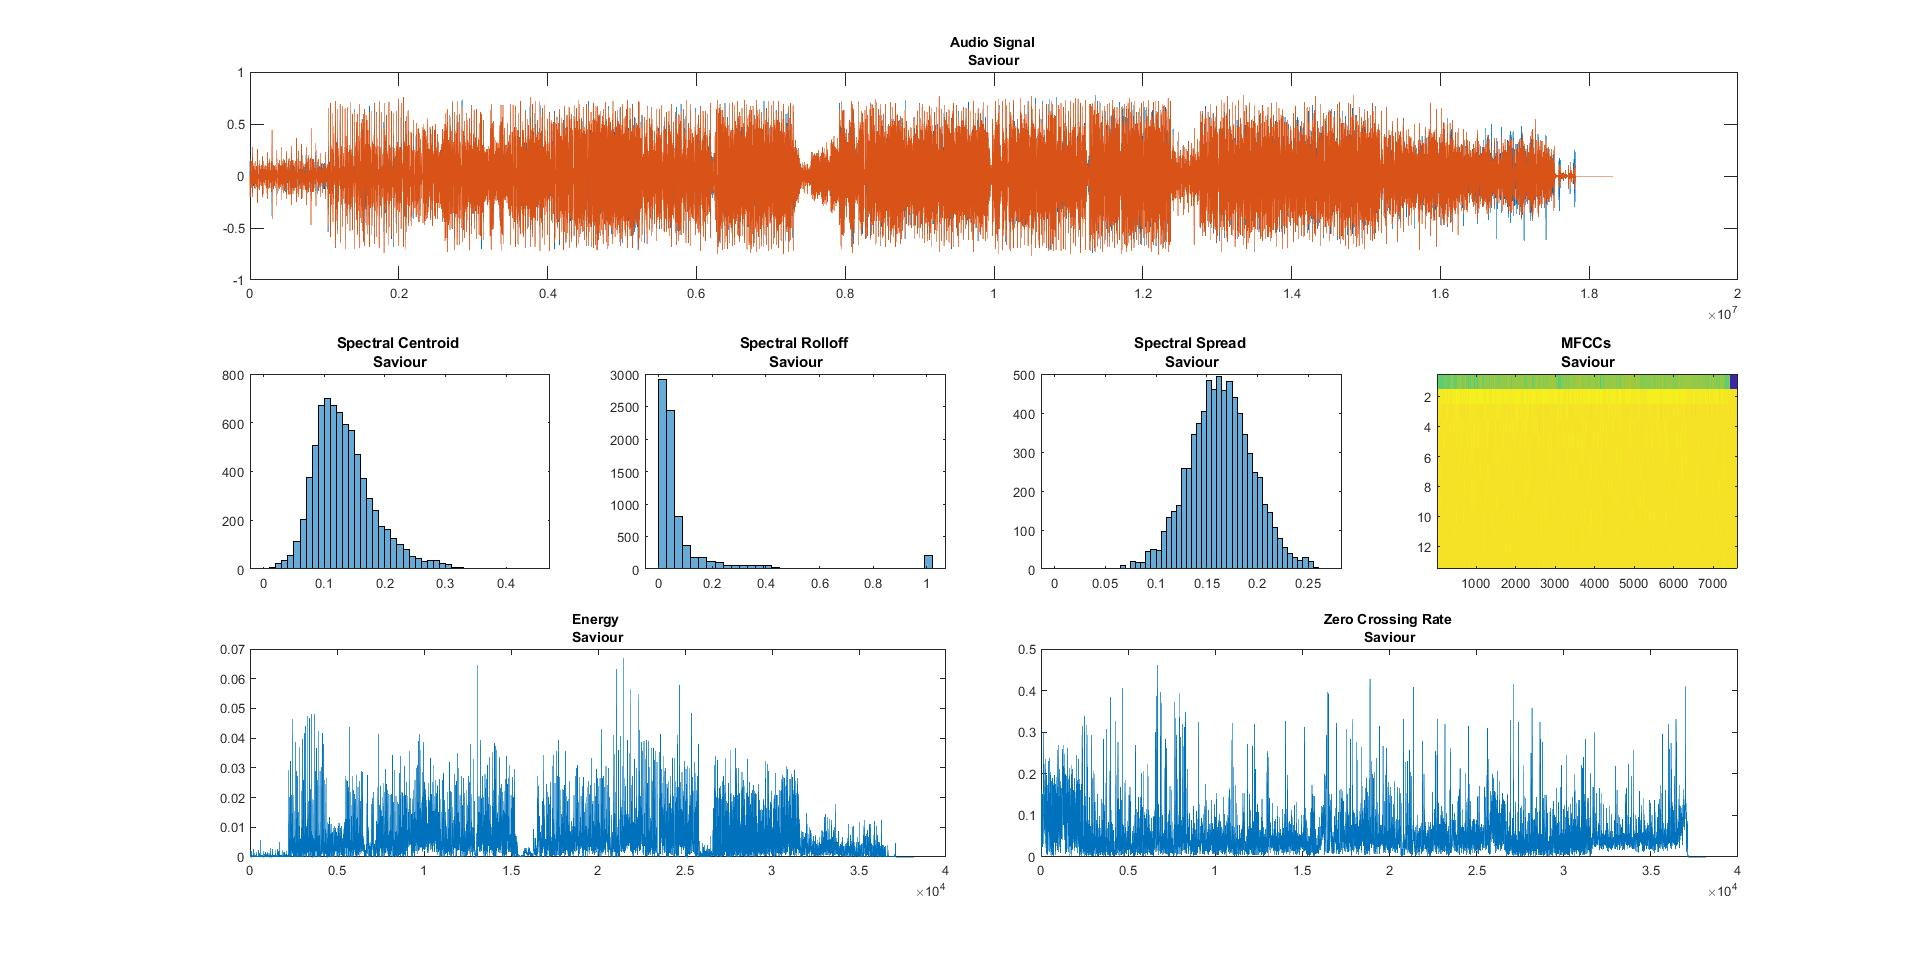 Audio Signal
Saviour
1
0.5
0
-0.5
-1
0 0.2 0.4 0.6 0.8 1 1.2 1.4 1.6 1.8 2
×10^7
Spectral Centroid
Saviour
800
600
400
200
0
0 0.1 0.2 0.3 0.4
Spectral Rolloff
Saviour
3000
2500
2000
1500
1000
500
0
0 0.2 0.4 0.6 0.8 1
Spectral Spread
Saviour
500
400
300
200
100
0
0 0.05 0.1 0.15 0.2 0.25
MFCCs
Saviour
2
4
6
8
10
12
1000 2000 3000 4000 5000 6000 7000
Energy
Saviour
0.07
0.06
0.05
0.04
0.03
0.02
0.01
0
0 0.5 1 1.5 2 2.5 3 3.5 4
×10^4
Zero Crossing Rate
Saviour
0.5
0.4
0.3
0.2
0.1
0
0 0.5 1 1.5 2 2.5 3 3.5 4
×10^4